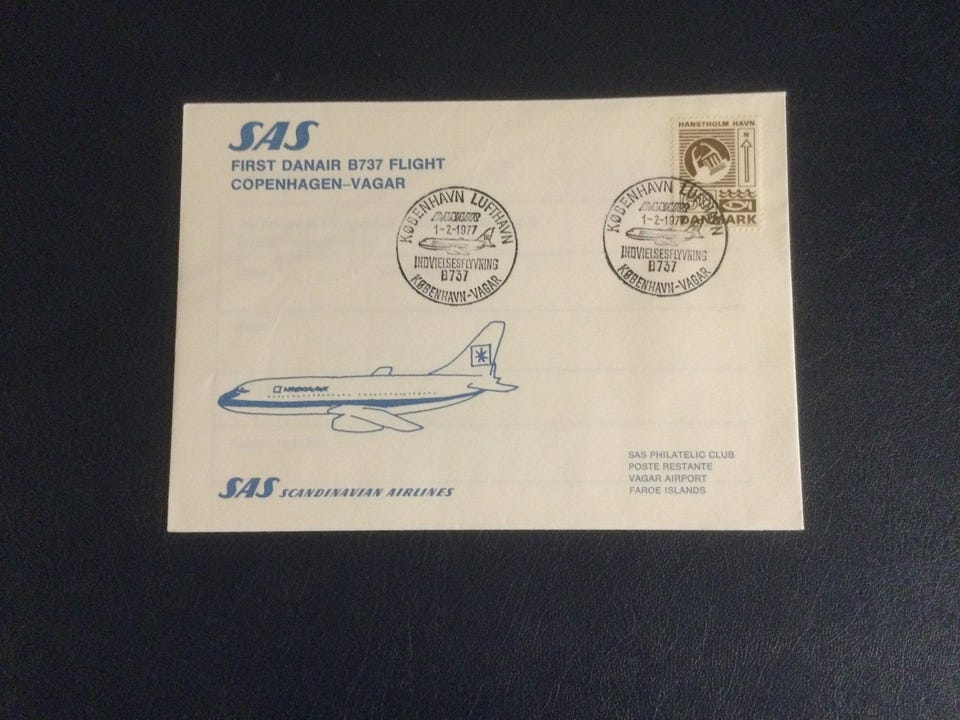 SAS
FIRST DANAIR B737 FLIGHT
COPENHAGEN–VAGAR
HANSTHOLM HAVN
N
DANMARK
KØBENHAVN LUFTHAVN
DANAIR
1-2-1977
INDVIELSESFLYVNING
B737
KØBENHAVN-VAGAR
KØBENHAVN LUFTHAVN
DANAIR
1-2-1977
INDVIELSESFLYVNING
B737
KØBENHAVN-VAGAR
SAS SCANDINAVIAN AIRLINES
SAS PHILATELIC CLUB
POSTE RESTANTE
VAGAR AIRPORT
FAROE ISLANDS